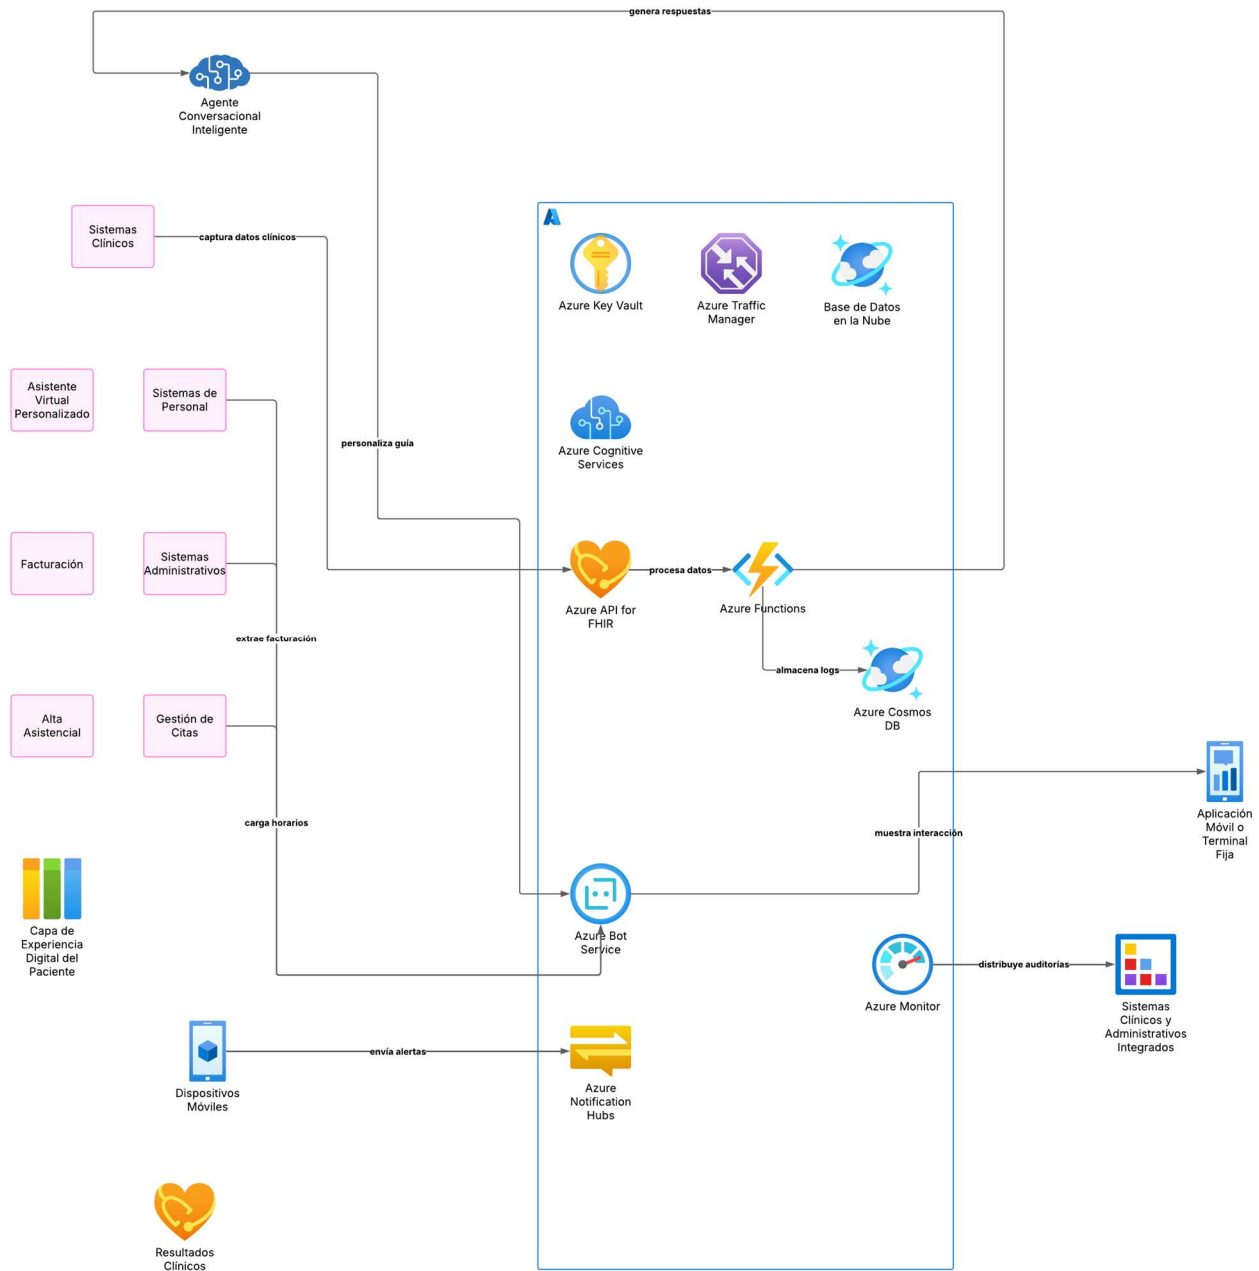 genera respuestas
Agente
Conversacional
Inteligente
Sistemas
Clínicos
captura datos clínicos
Azure Key Vault
Azure Traffic
Manager
Base de Datos
en la Nube
Asistente
Virtual
Personalizado
Sistemas de
Personal
personaliza guía
Azure Cognitive
Services
Facturación
Sistemas
Administrativos
procesa datos
Azure API for
FHIR
Azure Functions
extrae facturación
almacena logs
Azure Cosmos
DB
Alta
Asistencial
Gestión de
Citas
carga horarios
muestra interacción
Aplicación
Móvil o
Terminal
Fija
Capa de
Experiencia
Digital del
Paciente
Azure Bot
Service
Azure Monitor
distribuye auditorías
Sistemas
Clínicos y
Administrativos
Integrados
envía alertas
Dispositivos
Móviles
Azure
Notification
Hubs
Resultados
Clínicos